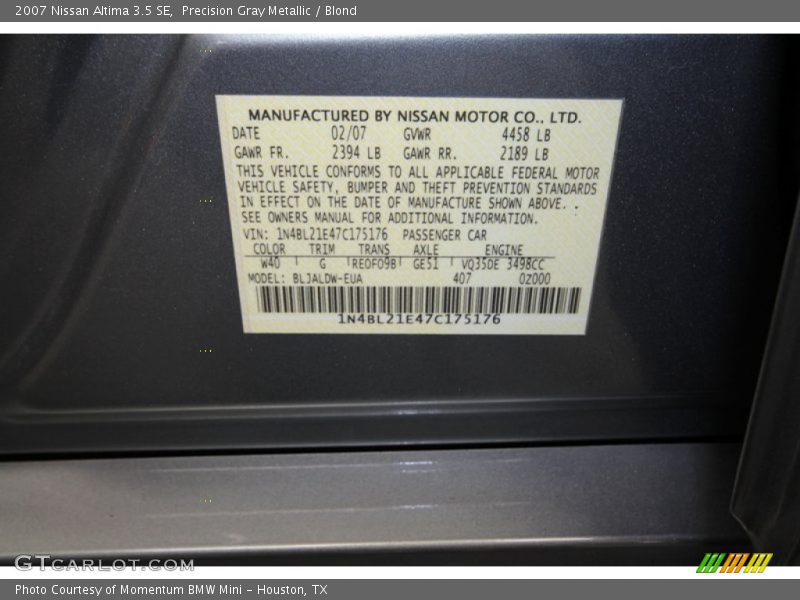 2007 Nissan Altima 3.5 SE,  Precision Gray Metallic / Blond
MANUFACTURED BY NISSAN MOTOR CO., LTD.
DATE 02/07 GVWR 4458 LB
GAWR FR. 2394 LB GAWR RR. 2189 LB
THIS VEHICLE CONFORMS TO ALL APPLICABLE FEDERAL MOTOR
VEHICLE SAFETY, BUMPER AND THEFT PREVENTION STANDARDS
IN EFFECT ON THE DATE OF MANUFACTURE SHOWN ABOVE. .
SEE OWNERS MANUAL FOR ADDITIONAL INFORMATION.
VIN: 1N4BL21E47C175176 PASSENGER CAR
COLOR TRIM TRANS AXLE ENGINE
W40 G RE0F09B GE51 VQ35DE 3498CC
MODEL: BLJALDW-EUA 407 0Z000
1N4BL21E47C175176
GTCARLOT.COM
Photo Courtesy of Momentum BMW Mini – Houston, TX